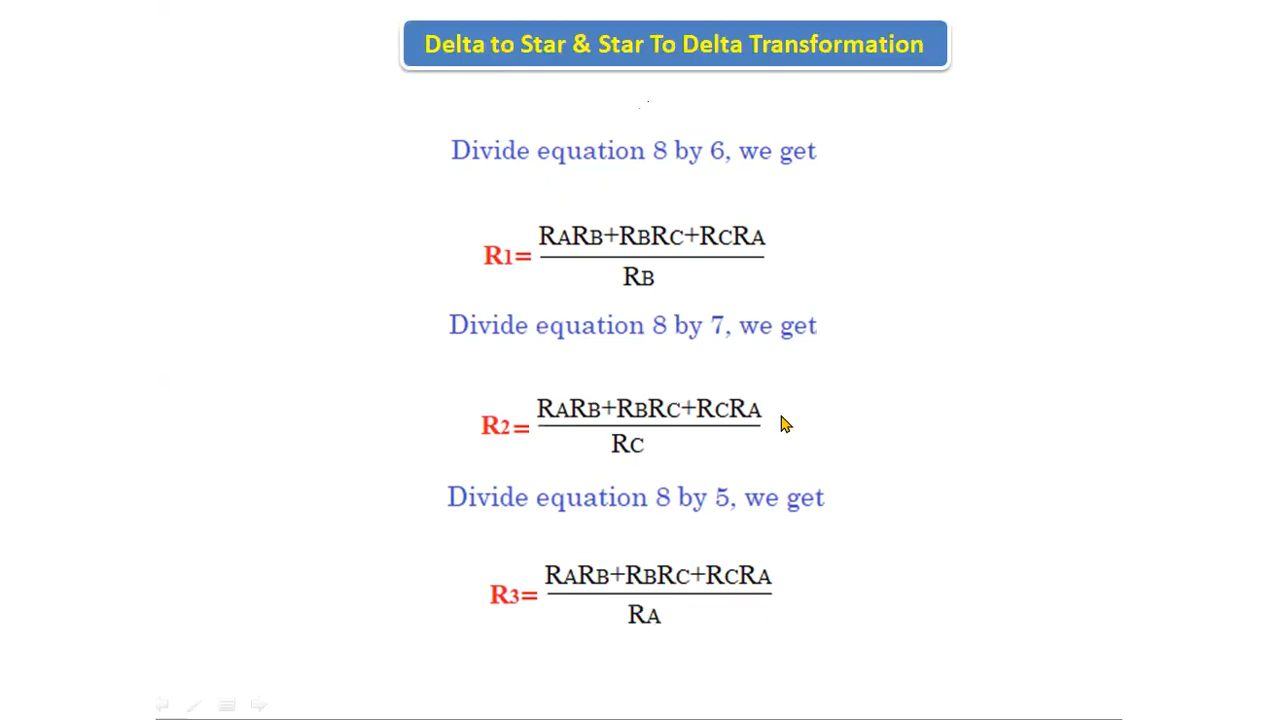 Delta to Star & Star To Delta Transformation
Divide equation 8 by 6, we get
R1= RARB+RBRC+RCRA
RB
Divide equation 8 by 7, we get
R2= RARB+RBRC+RCRA
RC
Divide equation 8 by 5, we get
R3= RARB+RBRC+RCRA
RA